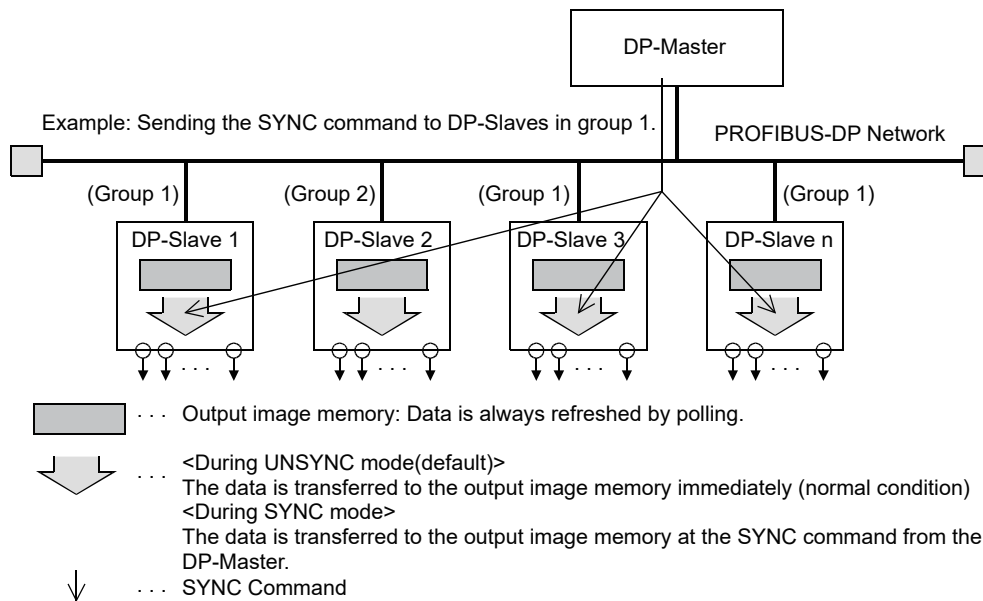 DP-Master
Example: Sending the SYNC command to DP-Slaves in group 1.
PROFIBUS-DP Network
(Group 1)
(Group 2)
(Group 1)
(Group 1)
DP-Slave 1
DP-Slave 2
DP-Slave 3
DP-Slave n
. . .
. . .
. . .
. . .
. . . Output image memory: Data is always refreshed by polling.
<During UNSYNC mode(default)>
. . . The data is transferred to the output image memory immediately (normal condition)
<During SYNC mode>
The data is transferred to the output image memory at the SYNC command from the
DP-Master.
. . . SYNC Command